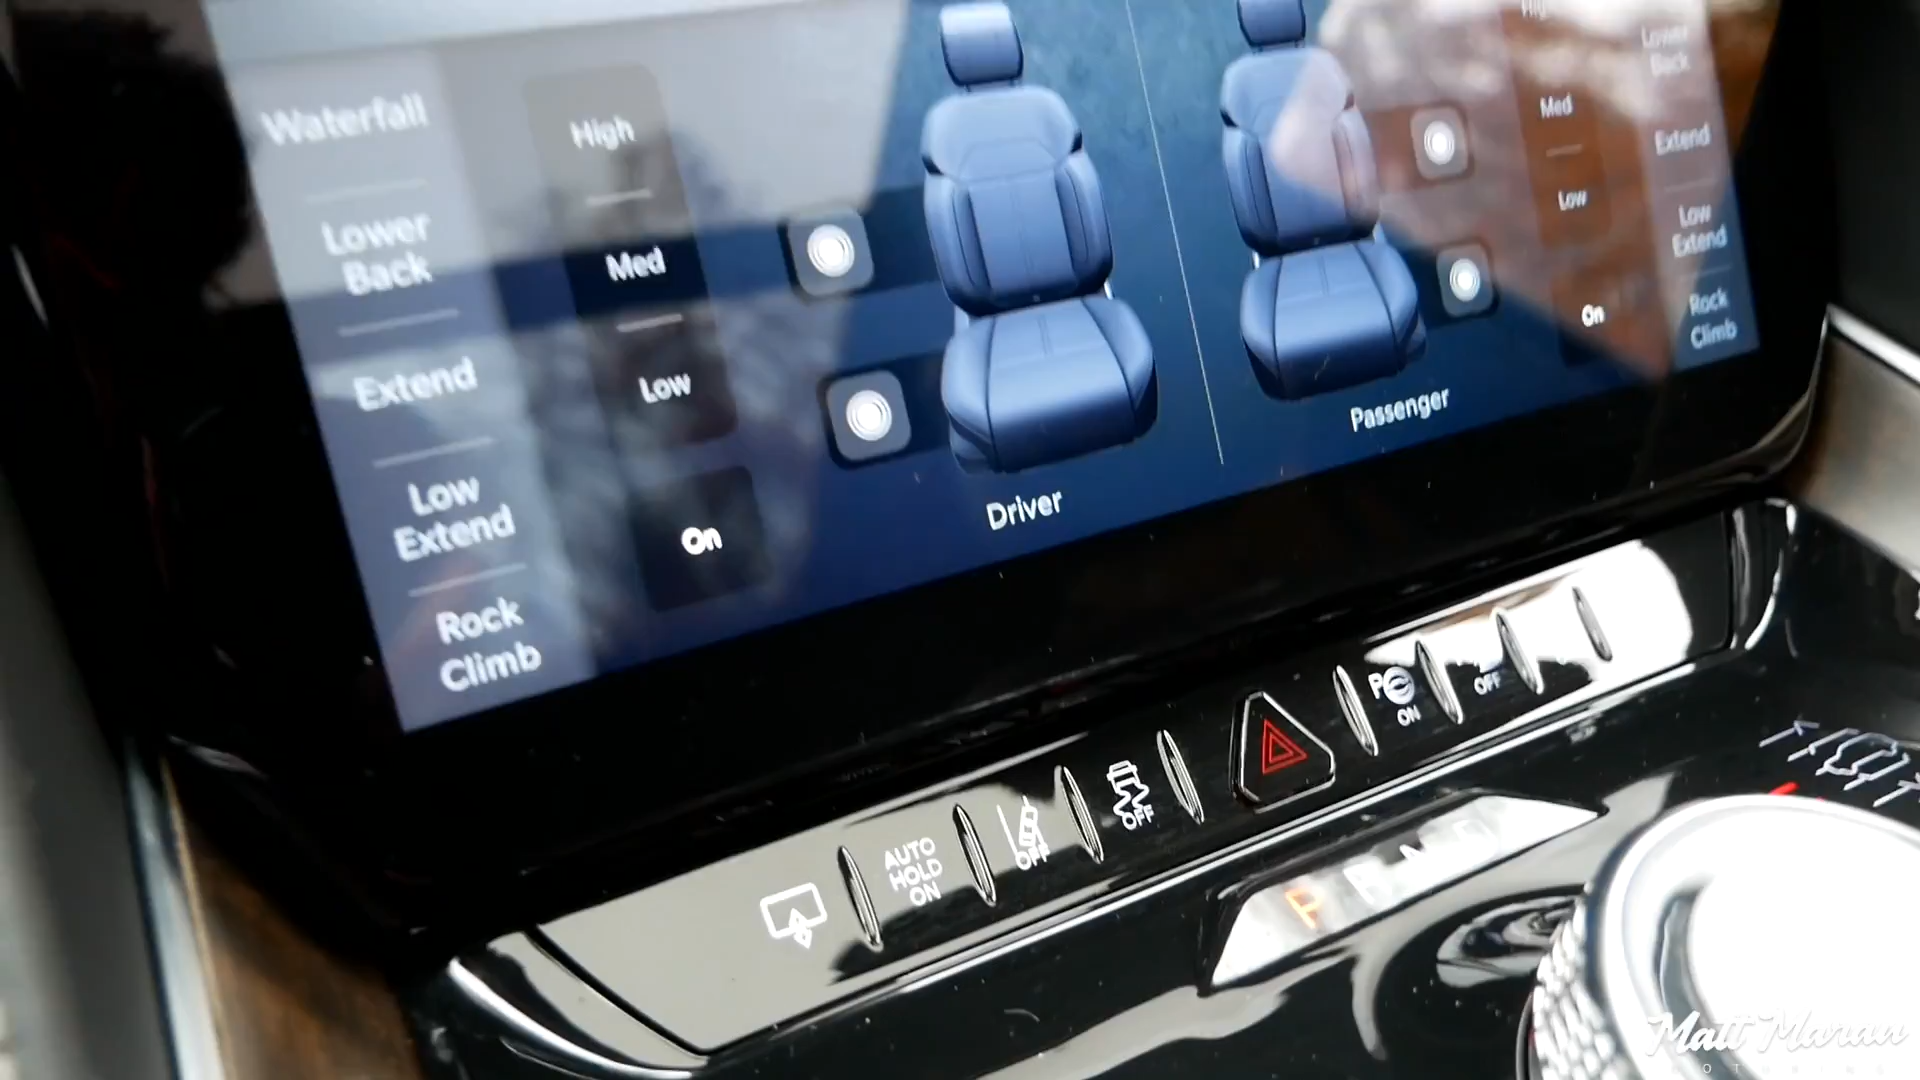 Waterfall
Lower
Back
Extend
Low
Extend
Rock
Climb
High
Med
Low
On
Driver
Passenger
Med
Low
On
Lower
Back
Extend
Low
Extend
Rock
Climb
AUTO
HOLD
ON
OFF
OFF
P
ON
OFF
P R N D
Matt Maran